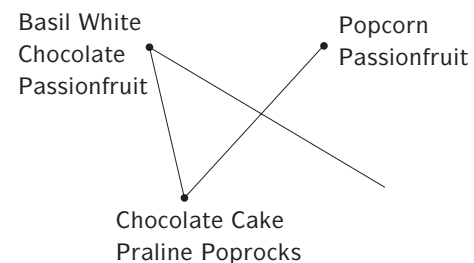 Basil White
Chocolate
Passionfruit
Popcorn
Passionfruit
Chocolate Cake
Praline Poprocks